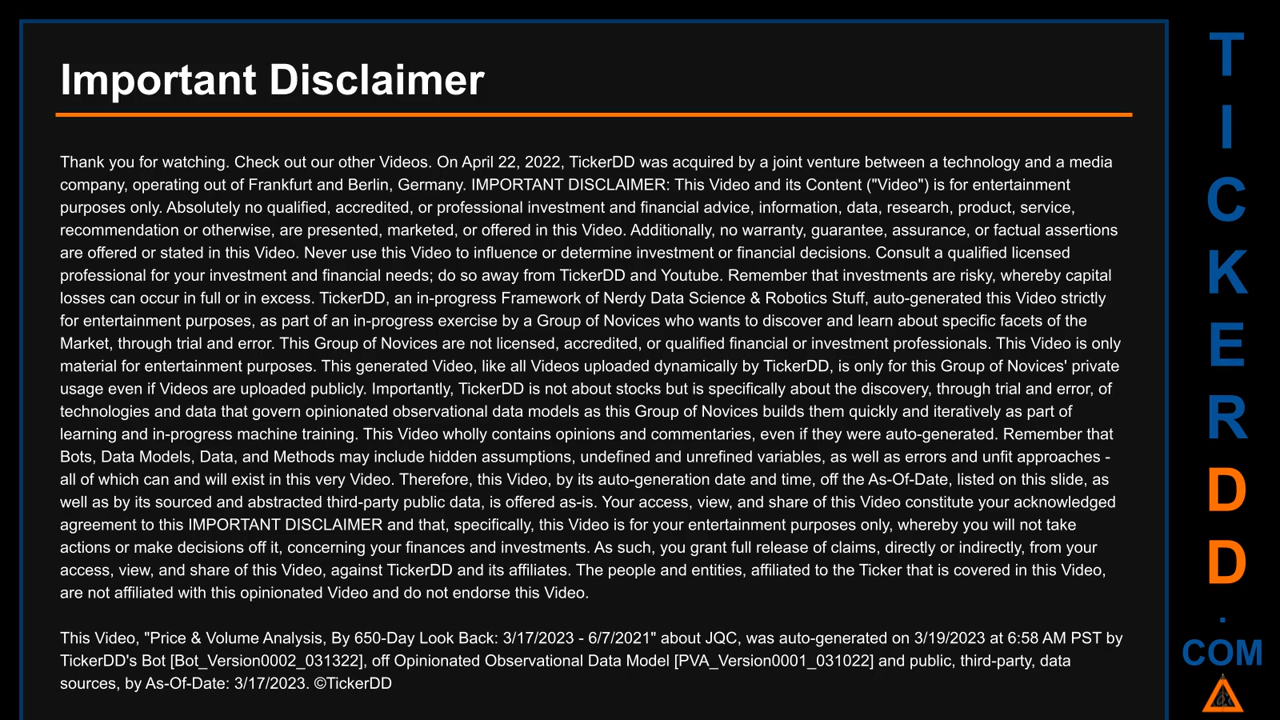 Important Disclaimer
Thank you for watching. Check out our other Videos. On April 22, 2022, TickerDD was acquired by a joint venture between a technology and a media
company, operating out of Frankfurt and Berlin, Germany. IMPORTANT DISCLAIMER: This Video and its Content ("Video") is for entertainment
purposes only. Absolutely no qualified, accredited, or professional investment and financial advice, information, data, research, product, service,
recommendation or otherwise, are presented, marketed, or offered in this Video. Additionally, no warranty, guarantee, assurance, or factual assertions
are offered or stated in this Video. Never use this Video to influence or determine investment or financial decisions. Consult a qualified licensed
professional for your investment and financial needs; do so away from TickerDD and Youtube. Remember that investments are risky, whereby capital
losses can occur in full or in excess. TickerDD, an in-progress Framework of Nerdy Data Science & Robotics Stuff, auto-generated this Video strictly
for entertainment purposes, as part of an in-progress exercise by a Group of Novices who wants to discover and learn about specific facets of the
Market, through trial and error. This Group of Novices are not licensed, accredited, or qualified financial or investment professionals. This Video is only
material for entertainment purposes. This generated Video, like all Videos uploaded dynamically by TickerDD, is only for this Group of Novices' private
usage even if Videos are uploaded publicly. Importantly, TickerDD is not about stocks but is specifically about the discovery, through trial and error, of
technologies and data that govern opinionated observational data models as this Group of Novices builds them quickly and iteratively as part of
learning and in-progress machine training. This Video wholly contains opinions and commentaries, even if they were auto-generated. Remember that
Bots, Data Models, Data, and Methods may include hidden assumptions, undefined and unrefined variables, as well as errors and unfit approaches -
all of which can and will exist in this very Video. Therefore, this Video, by its auto-generation date and time, off the As-Of-Date, listed on this slide, as
well as by its sourced and abstracted third-party public data, is offered as-is. Your access, view, and share of this Video constitute your acknowledged
agreement to this IMPORTANT DISCLAIMER and that, specifically, this Video is for your entertainment purposes only, whereby you will not take
actions or make decisions off it, concerning your finances and investments. As such, you grant full release of claims, directly or indirectly, from your
access, view, and share of this Video, against TickerDD and its affiliates. The people and entities, affiliated to the Ticker that is covered in this Video,
are not affiliated with this opinionated Video and do not endorse this Video.
This Video, "Price & Volume Analysis, By 650-Day Look Back: 3/17/2023 - 6/7/2021" about JQC, was auto-generated on 3/19/2023 at 6:58 AM PST by
TickerDD's Bot [Bot_Version0002_031322], off Opinionated Observational Data Model [PVA_Version0001_031022] and public, third-party, data
sources, by As-Of-Date: 3/17/2023. ©TickerDD
T
I
C
K
E
R
D
D
.
COM